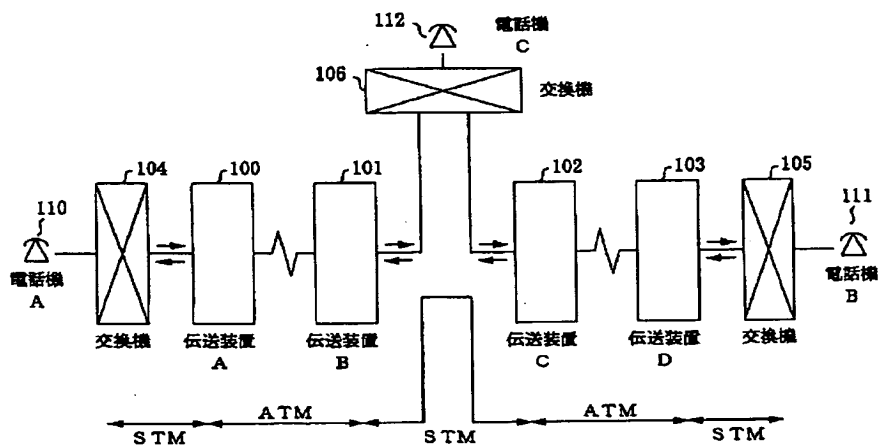 112
電話機
C
106
交換機
104
100
101
102
103
105
110
111
電話機
A
電話機
B
交換機
伝送装置
A
伝送装置
B
伝送装置
C
伝送装置
D
交換機
STM
ATM
STM
ATM
STM